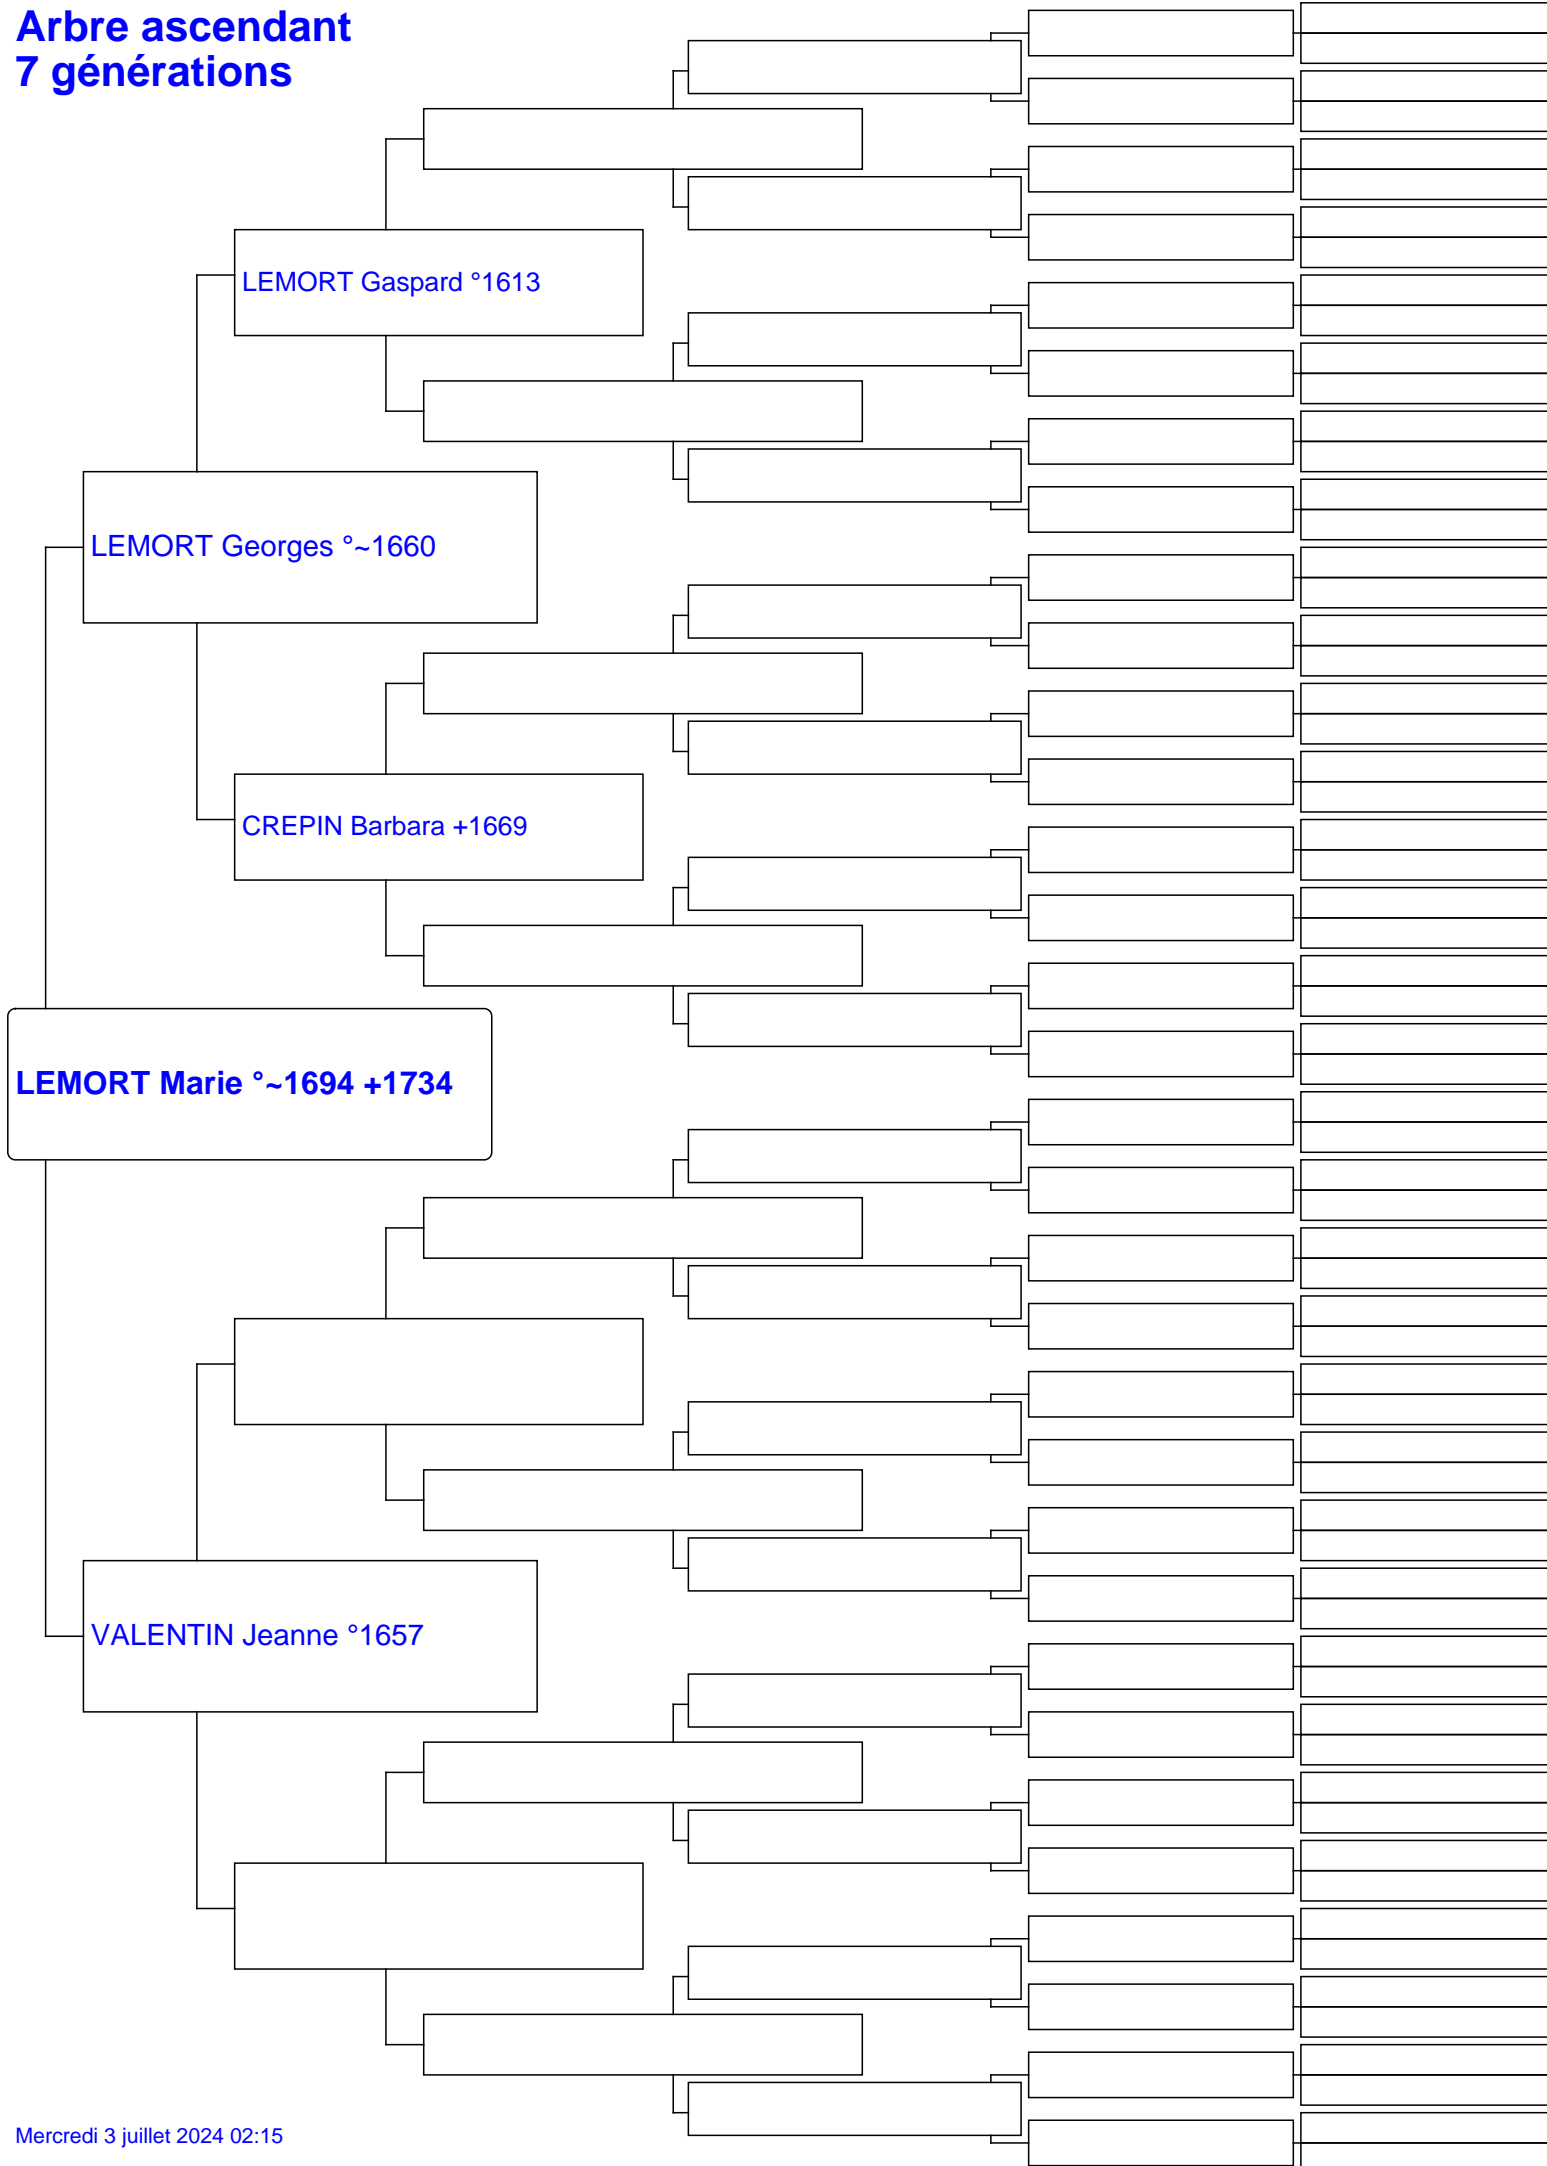 Arbre ascendant
7 générations
LEMORT Gaspard °1613
LEMORT Georges °~1660
CREPIN Barbara +1669
LEMORT Marie °~1694 +1734
VALENTIN Jeanne °1657
Mercredi 3 juillet 2024 02:15